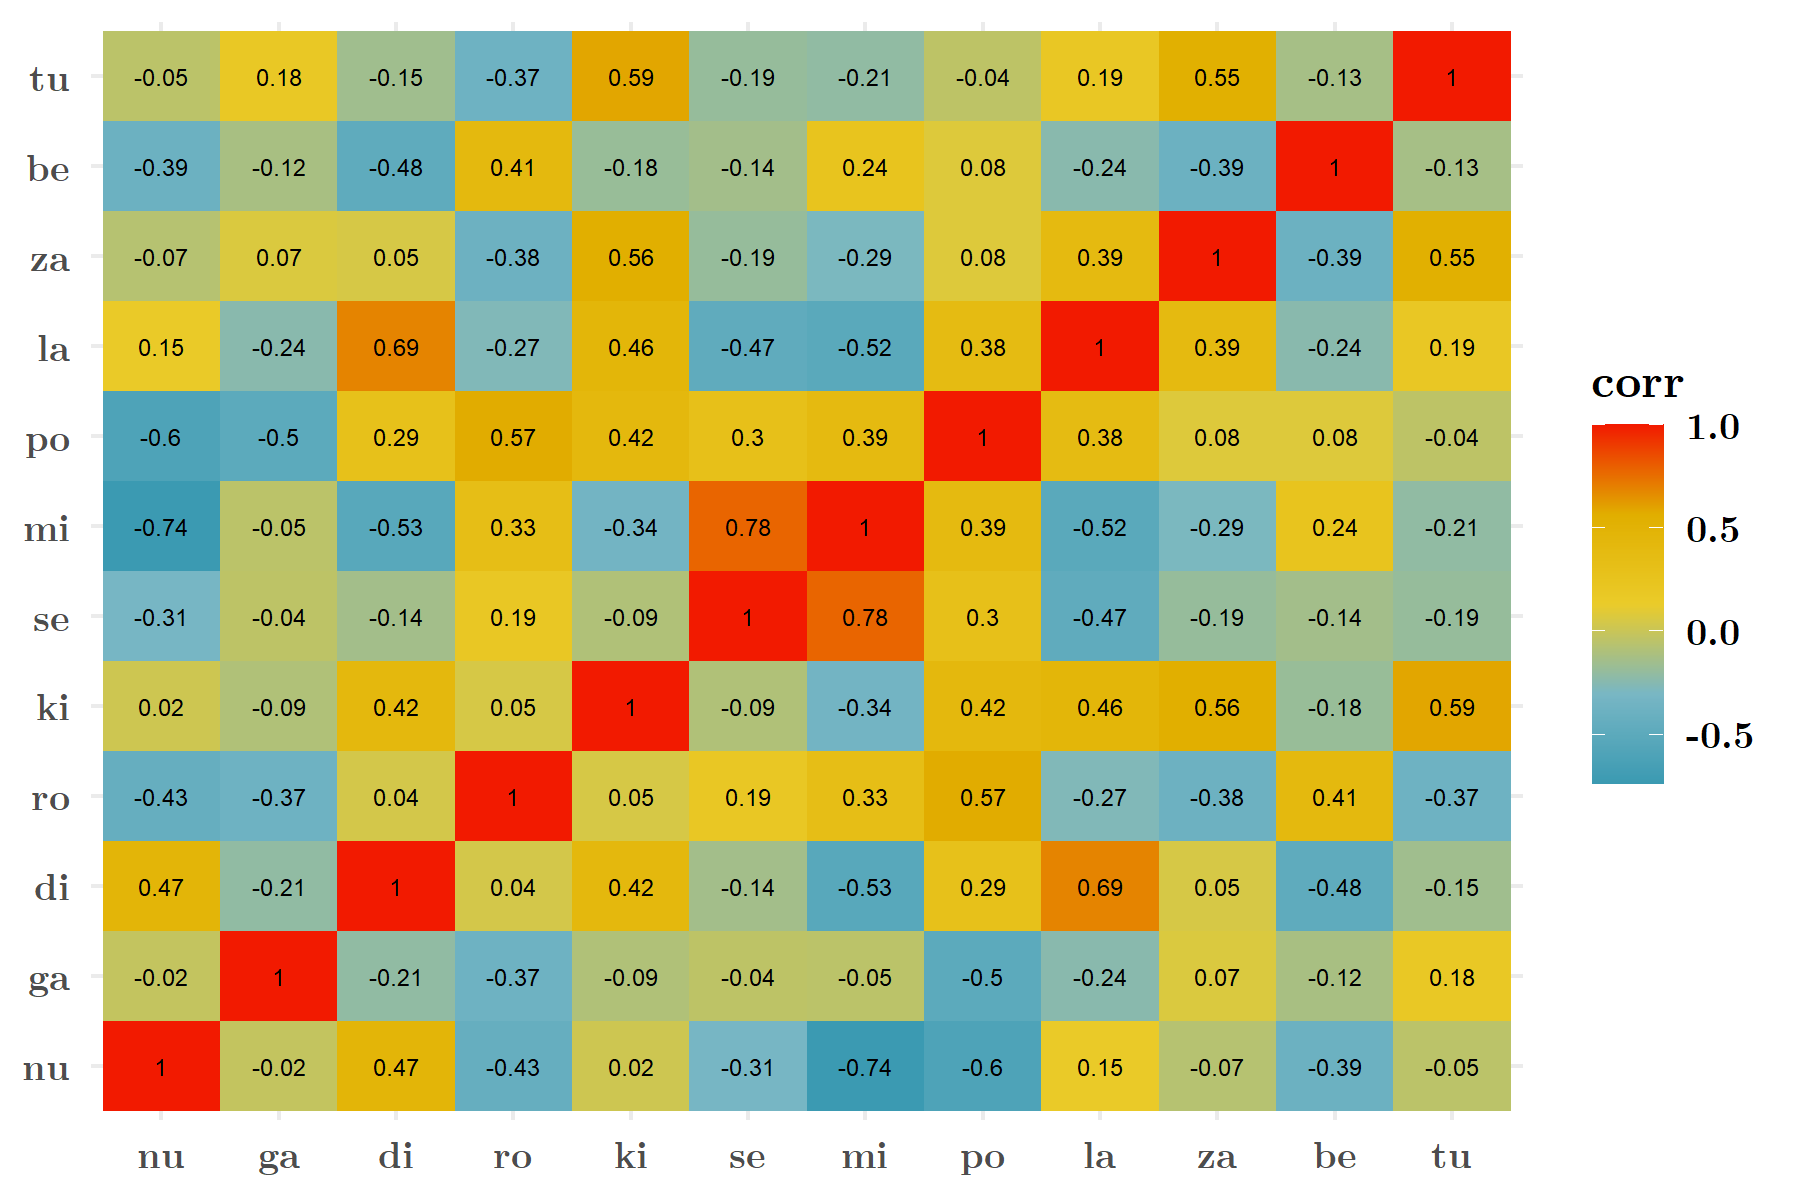 tu -0.05 0.18 -0.15 -0.37 0.59 -0.19 -0.21 -0.04 0.19 0.55 -0.13 1
be -0.39 -0.12 -0.48 0.41 -0.18 -0.14 0.24 0.08 -0.24 -0.39 1 -0.13
za -0.07 0.07 0.05 -0.38 0.56 -0.19 -0.29 0.08 0.39 1 -0.39 0.55
la 0.15 -0.24 0.69 -0.27 0.46 -0.47 -0.52 0.38 1 0.39 -0.24 0.19
po -0.6 -0.5 0.29 0.57 0.42 0.3 0.39 1 0.38 0.08 0.08 -0.04
mi -0.74 -0.05 -0.53 0.33 -0.34 0.78 1 0.39 -0.52 -0.29 0.24 -0.21
se -0.31 -0.04 -0.14 0.19 -0.09 1 0.78 0.3 -0.47 -0.19 -0.14 -0.19
ki 0.02 -0.09 0.42 0.05 1 -0.09 -0.34 0.42 0.46 0.56 -0.18 0.59
ro -0.43 -0.37 0.04 1 0.05 0.19 0.33 0.57 -0.27 -0.38 0.41 -0.37
di 0.47 -0.21 1 0.04 0.42 -0.14 -0.53 0.29 0.69 0.05 -0.48 -0.15
ga -0.02 1 -0.21 -0.37 -0.09 -0.04 -0.05 -0.5 -0.24 0.07 -0.12 0.18
nu 1 -0.02 0.47 -0.43 0.02 -0.31 -0.74 -0.6 0.15 -0.07 -0.39 -0.05
nu ga di ro ki se mi po la za be tu
corr
1.0
0.5
0.0
-0.5